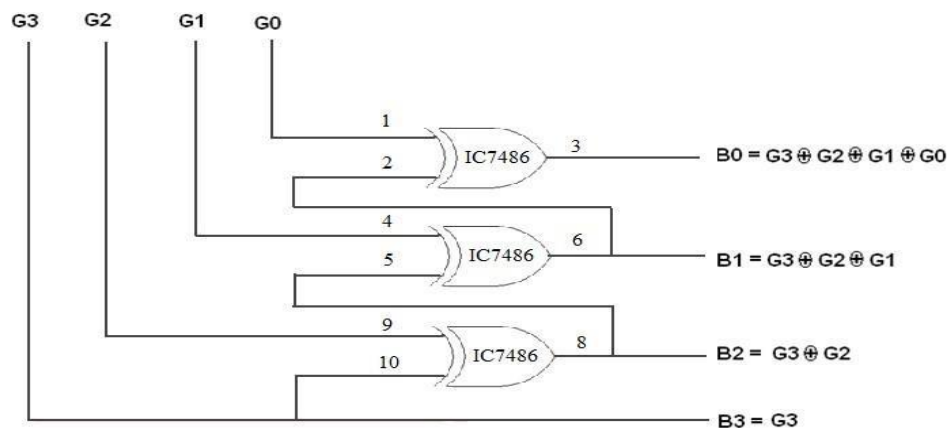 G3 G2 G1 G0
1
IC7486
3
B0 = G3 ⊕ G2 ⊕ G1 ⊕ G0
2
4
IC7486
6
B1 = G3 ⊕ G2 ⊕ G1
5
9
IC7486
8
B2 = G3 ⊕ G2
10
B3 = G3